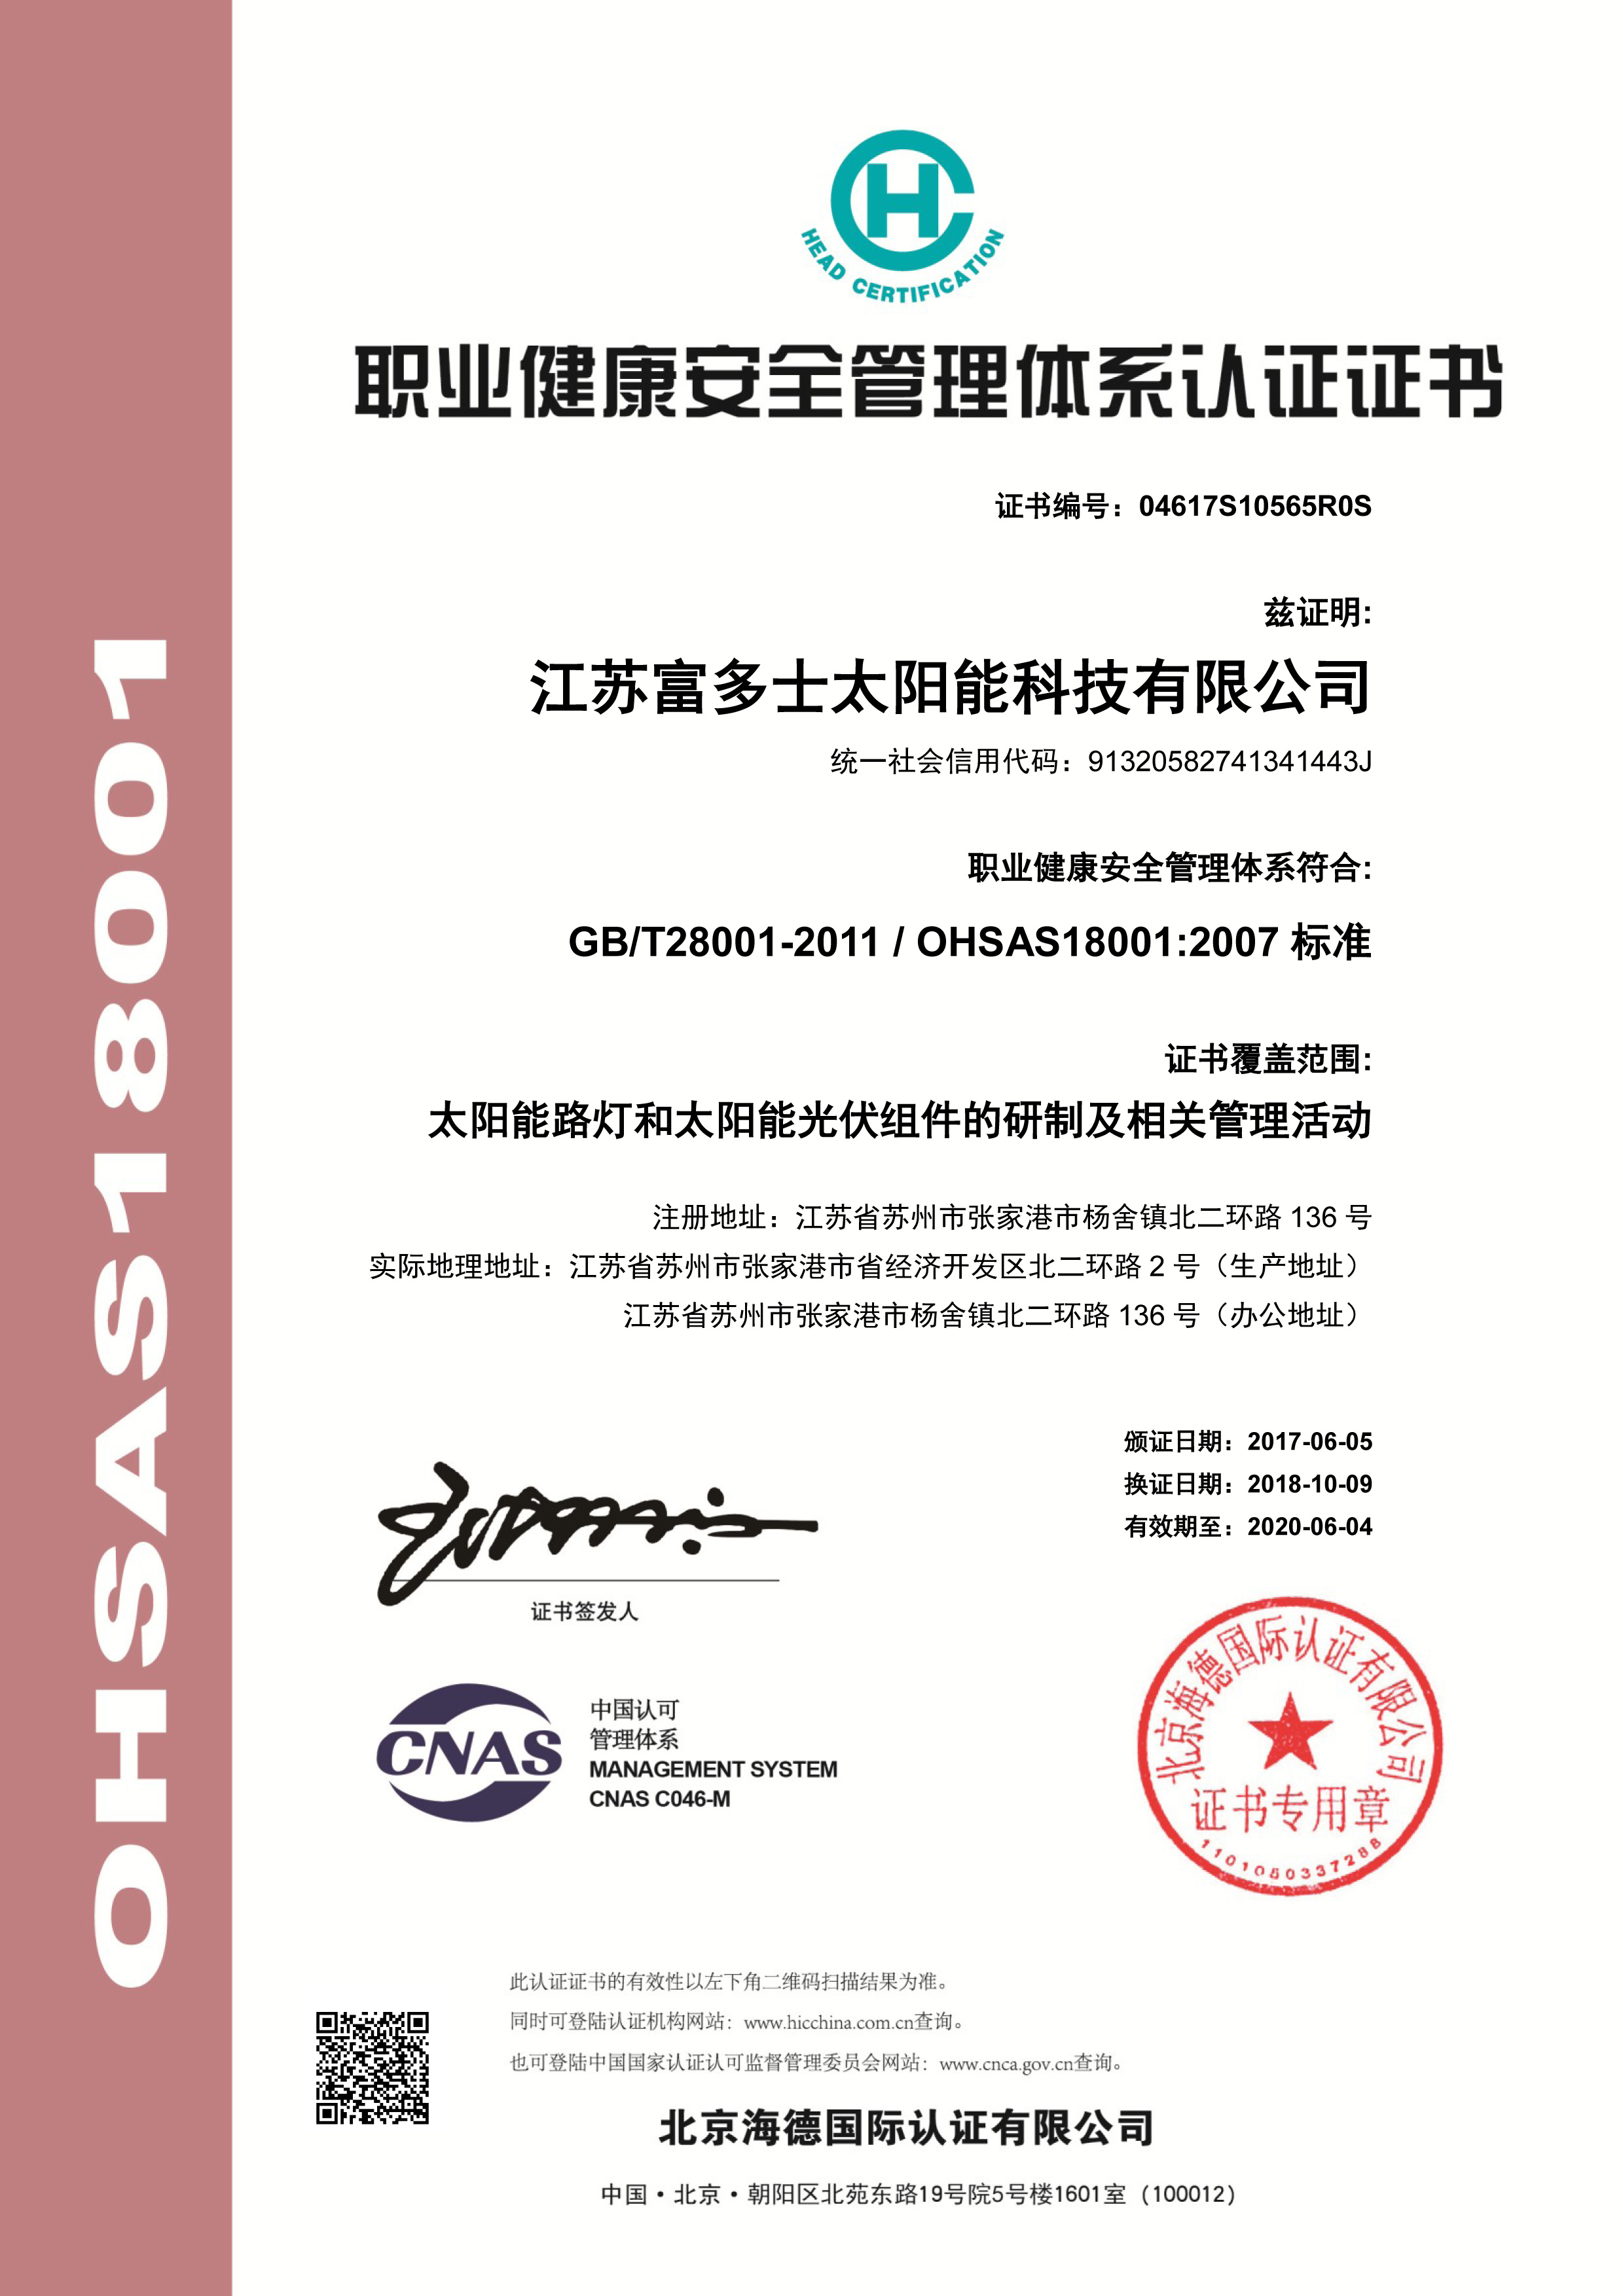 OHSAS18001
HEAD CERTIFICATION
职业健康安全管理体系认证证书
证书编号：04617S10565R0S
兹证明:
江苏富多士太阳能科技有限公司
统一社会信用代码：91320582741341443J
职业健康安全管理体系符合:
GB/T28001-2011 / OHSAS18001:2007 标准
证书覆盖范围:
太阳能路灯和太阳能光伏组件的研制及相关管理活动
注册地址：江苏省苏州市张家港市杨舍镇北二环路 136 号
实际地理地址：江苏省苏州市张家港市省经济开发区北二环路 2 号（生产地址）
江苏省苏州市张家港市杨舍镇北二环路 136 号（办公地址）
颁证日期：2017-06-05
换证日期：2018-10-09
有效期至：2020-06-04
证书签发人
CNAS
中国认可
管理体系
MANAGEMENT SYSTEM
CNAS C046-M
北京海德国际认证有限公司
证书专用章
1101050337288
此认证证书的有效性以左下角二维码扫描结果为准。
同时可登陆认证机构网站：www.hicchina.com.cn查询。
也可登陆中国国家认证认可监督管理委员会网站：www.cnca.gov.cn查询。
北京海德国际认证有限公司
中国·北京·朝阳区北苑东路19号院5号楼1601室（100012）